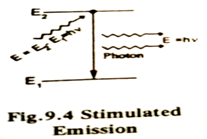 E₂
E = E₂ - E₁ = hν
E = hν
Photon
E₁
Fig.9.4 Stimulated
Emission